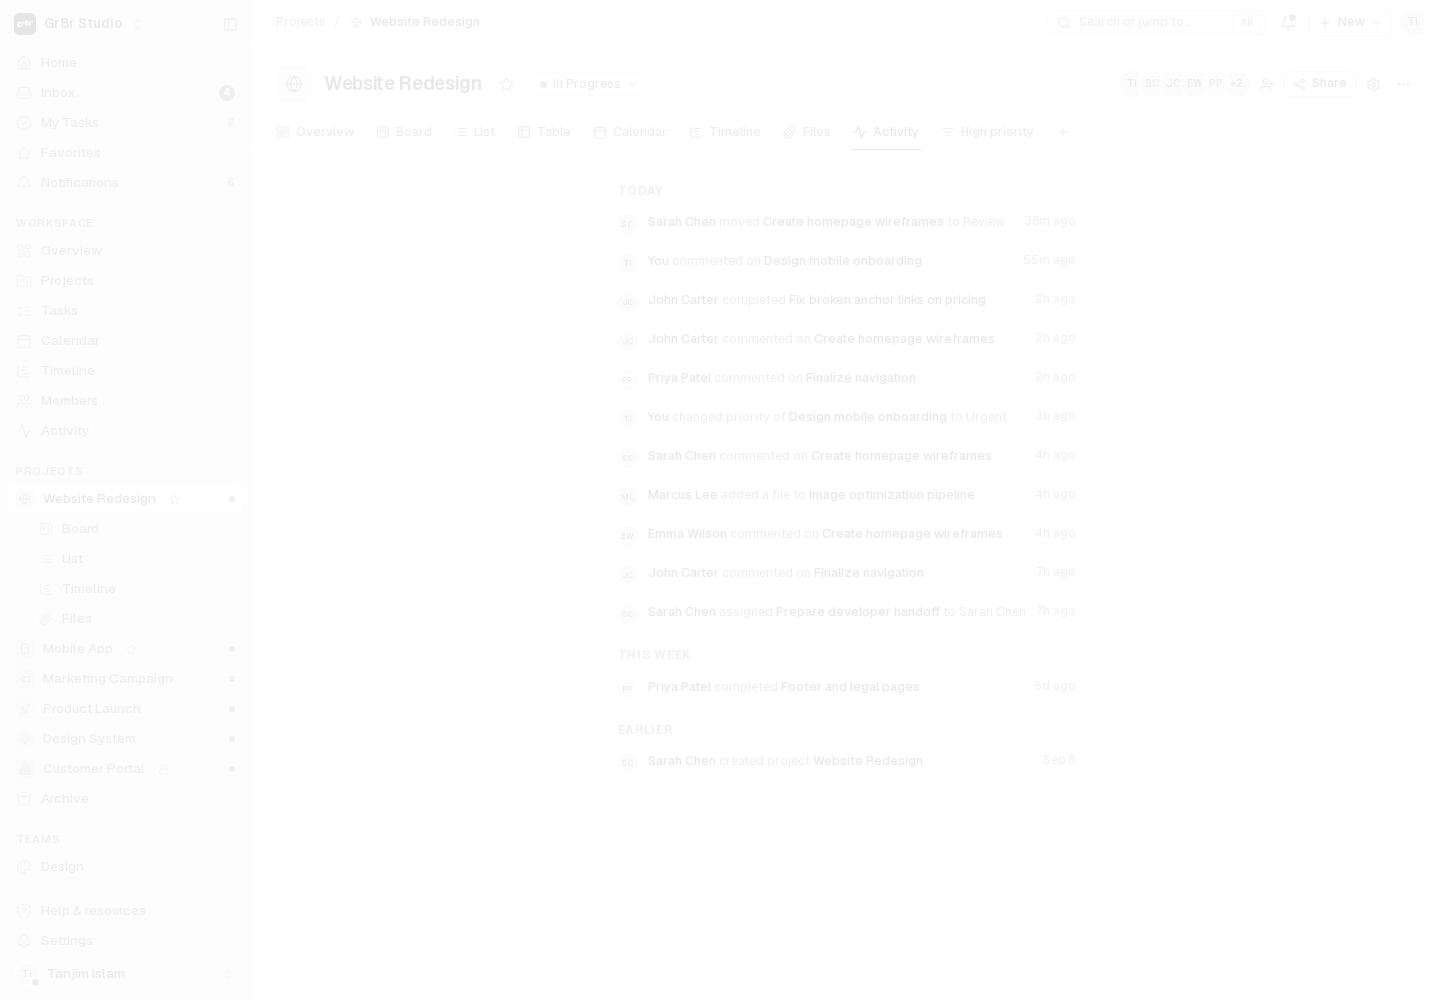 Gr8r Studio
Home
Inbox 4
My Tasks 2
Favorites
Notifications 6
WORKSPACE
Overview
Projects
Tasks
Calendar
Timeline
Members
Activity
PROJECTS
Website Redesign
Board
List
Timeline
Files
Mobile App
Marketing Campaign
Product Launch
Design System
Customer Portal
Archive
TEAMS
Design
Help & resources
Settings
TI Tanjim Islam
Projects / Website Redesign
Search or jump to... ⌘K
New
TI
Website Redesign
In Progress
TI SC JC EW PP +2
Share
Overview Board List Table Calendar Timeline Files Activity High priority +
TODAY
SC Sarah Chen moved Create homepage wireframes to Review 38m ago
TI You commented on Design mobile onboarding 55m ago
JC John Carter completed Fix broken anchor links on pricing 2h ago
JC John Carter commented on Create homepage wireframes 2h ago
PP Priya Patel commented on Finalize navigation 2h ago
TI You changed priority of Design mobile onboarding to Urgent 3h ago
SC Sarah Chen commented on Create homepage wireframes 4h ago
ML Marcus Lee added a file to Image optimization pipeline 4h ago
EW Emma Wilson commented on Create homepage wireframes 4h ago
JC John Carter commented on Finalize navigation 7h ago
SC Sarah Chen assigned Prepare developer handoff to Sarah Chen 7h ago
THIS WEEK
PP Priya Patel completed Footer and legal pages 5d ago
EARLIER
SC Sarah Chen created project Website Redesign Sep 8